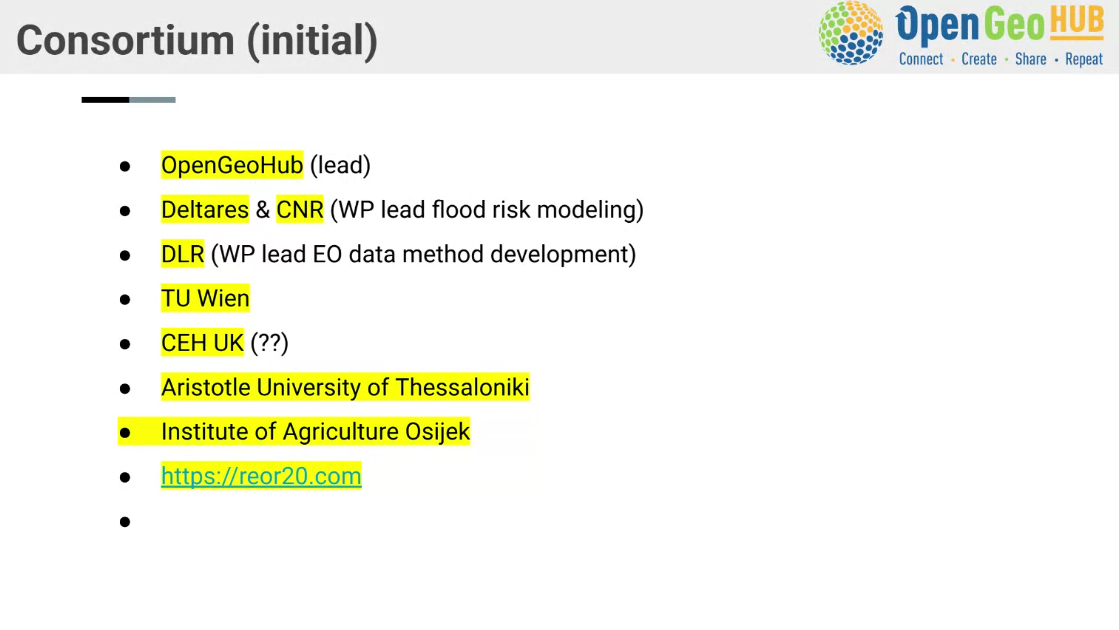 Consortium (initial)
OpenGeoHUB
Connect • Create • Share • Repeat
● OpenGeoHub (lead)
● Deltares & CNR (WP lead flood risk modeling)
● DLR (WP lead EO data method development)
● TU Wien
● CEH UK (??)
● Aristotle University of Thessaloniki
● Institute of Agriculture Osijek
● https://reor20.com
●